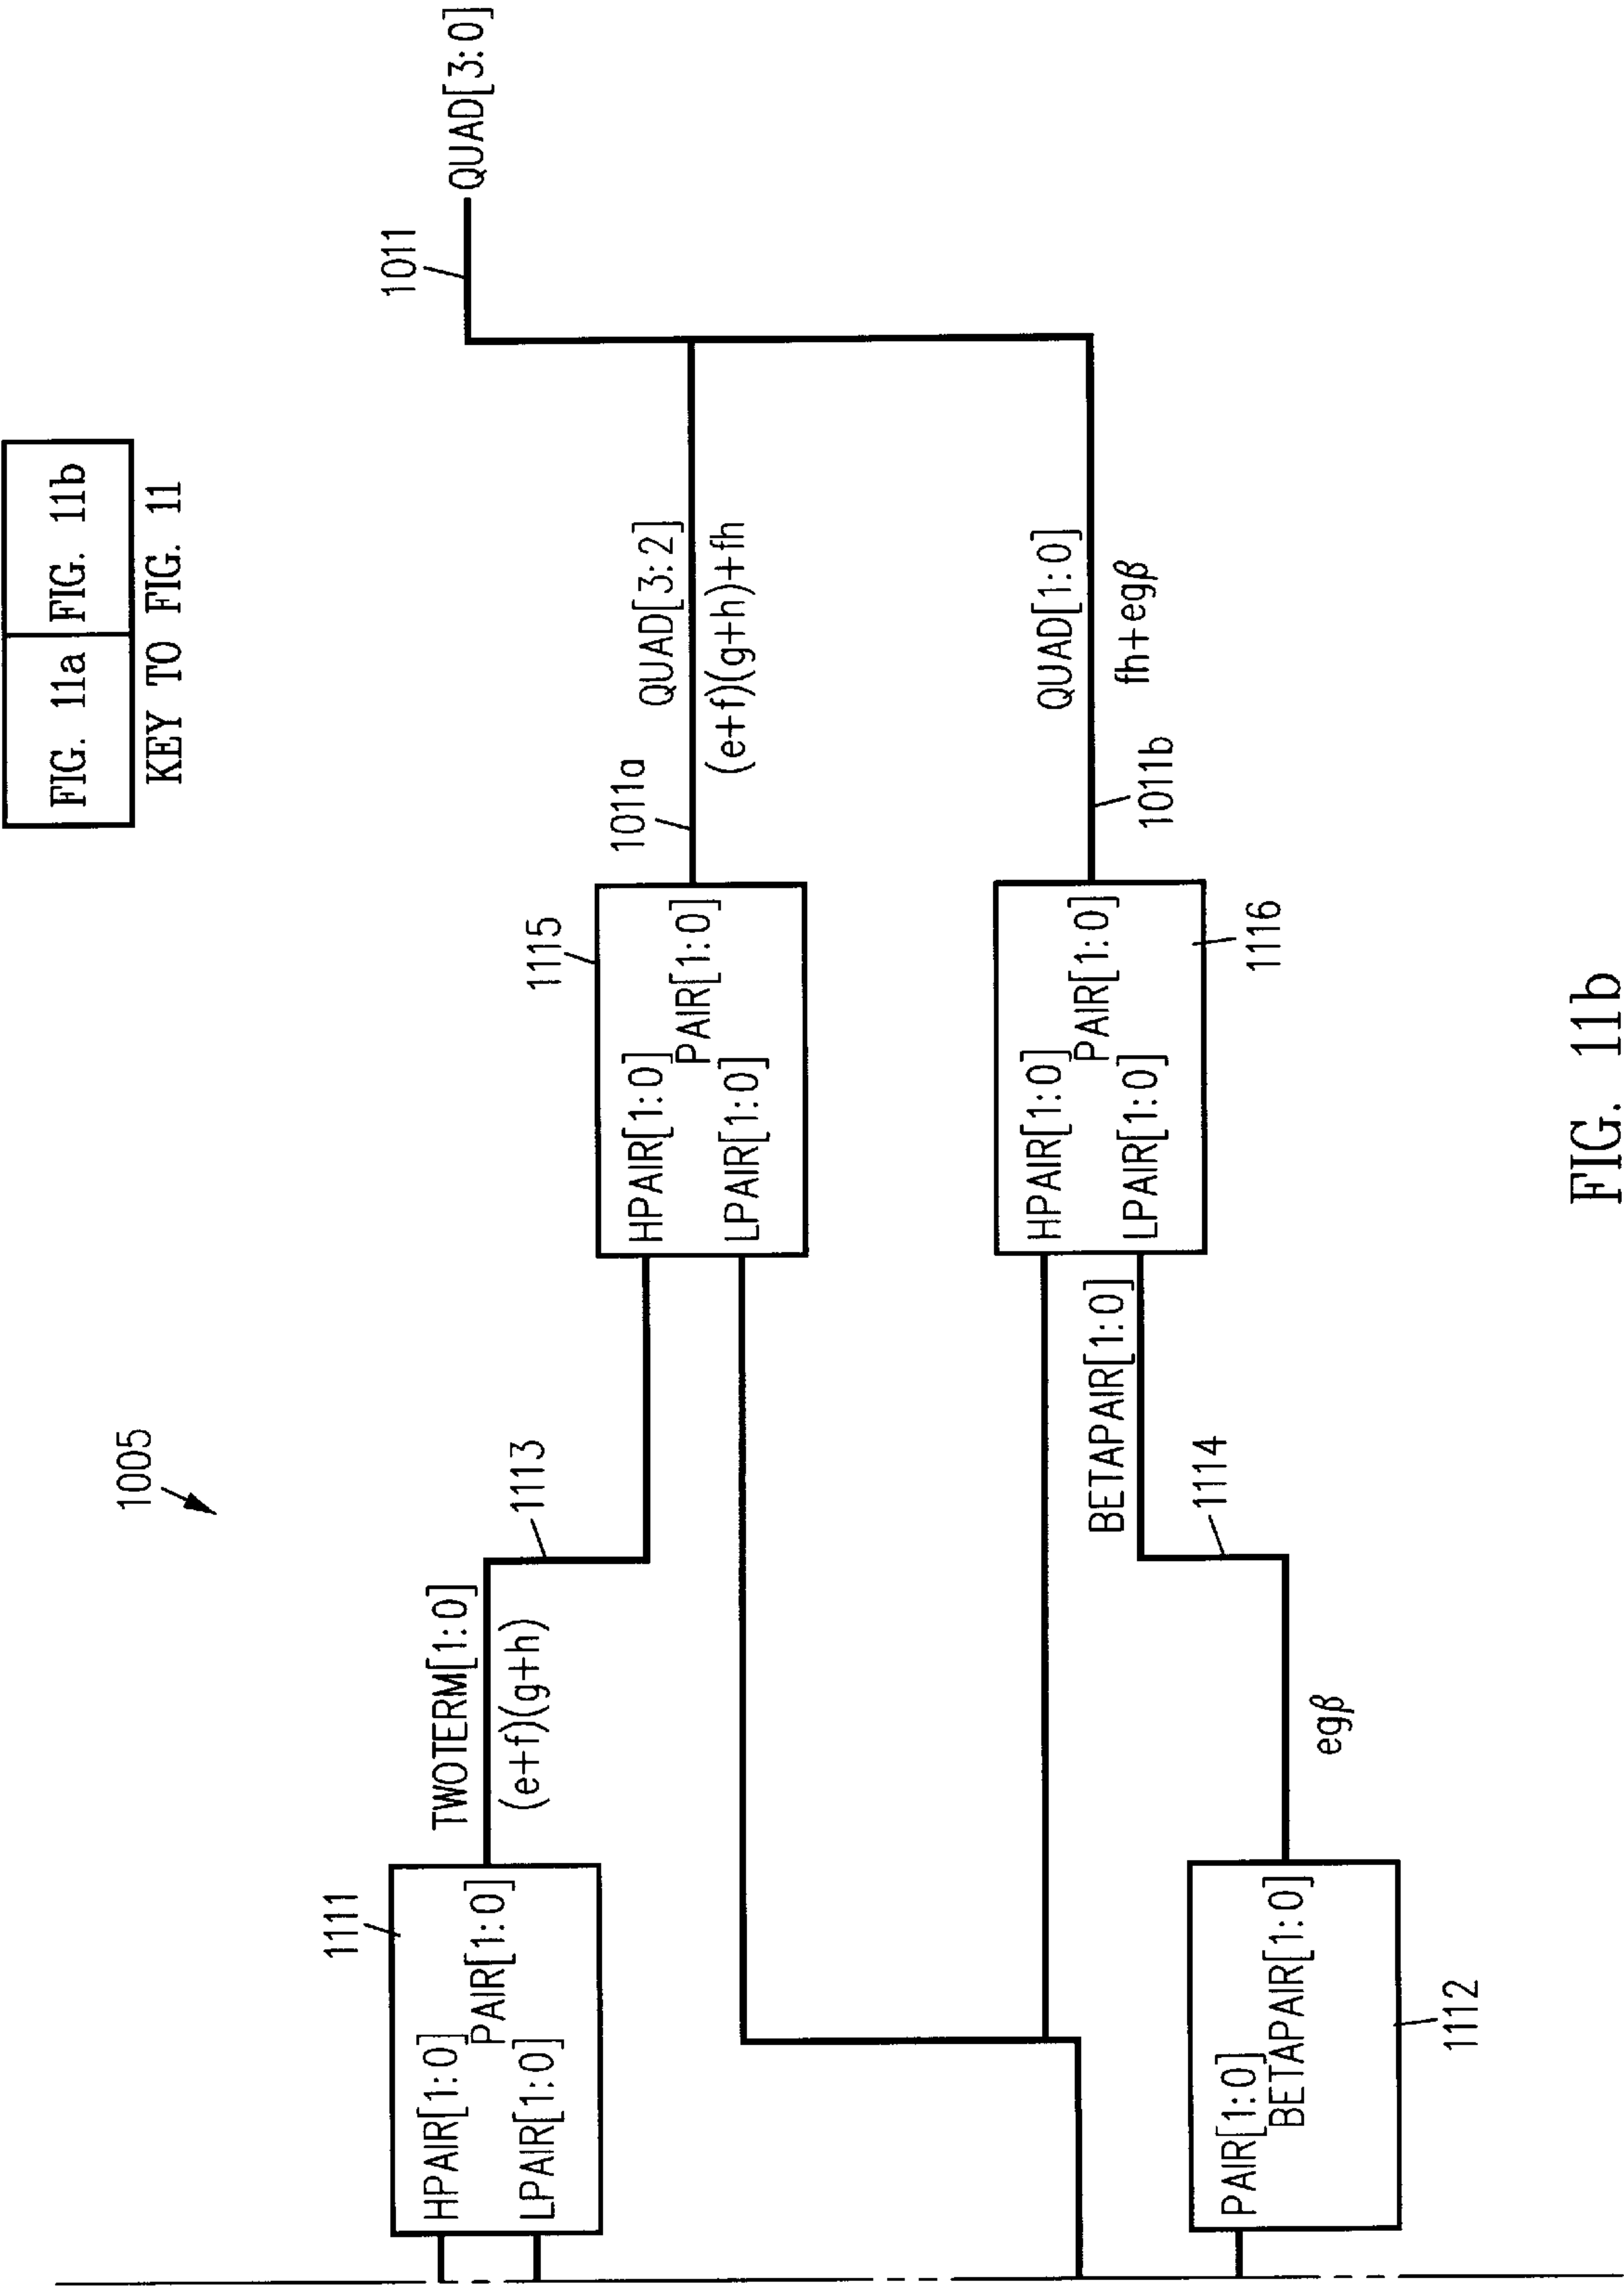 FIG. 11a FIG. 11b
KEY TO FIG. 11
1005
QUAD[3:0]
1011
1111
HPAIR[1:0]
PAIR[1:0]
LPAIR[1:0]
TWOTERM[1:0]
(e+f)(g+h)
1113
1115
HPAIR[1:0]
PAIR[1:0]
LPAIR[1:0]
1011a
QUAD[3:2]
(e+f)(g+h)+fh
PAIR[1:0]
BETAPAIR[1:0]
1112
egβ
1114
BETAPAIR[1:0]
HPAIR[1:0]
PAIR[1:0]
LPAIR[1:0]
1116
1011b
QUAD[1:0]
fh+egβ
FIG. 11b